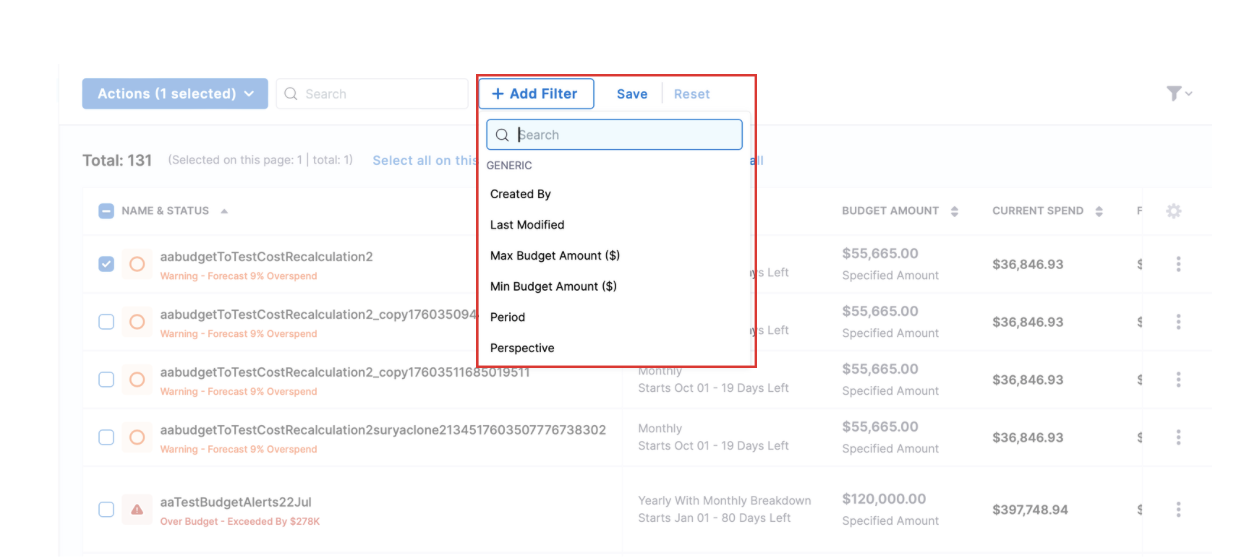 Actions (1 selected)
Search
+ Add Filter
Save
Reset
Search
GENERIC
Created By
Last Modified
Max Budget Amount ($)
Min Budget Amount ($)
Period
Perspective
Total: 131 (Selected on this page: 1 | total: 1) Select all on this all
NAME & STATUS BUDGET AMOUNT CURRENT SPEND F
aabudgetToTestCostRecalculation2
Warning - Forecast 9% Overspend
Days Left
$55,665.00
Specified Amount
$36,846.93
$
aabudgetToTestCostRecalculation2_copy176035094
Warning - Forecast 9% Overspend
Days Left
$55,665.00
Specified Amount
$36,846.93
$
aabudgetToTestCostRecalculation2_copy17603511685019511
Warning - Forecast 9% Overspend
Monthly
Starts Oct 01 - 19 Days Left
$55,665.00
Specified Amount
$36,846.93
$
aabudgetToTestCostRecalculation2suryaclone2134517603507776738302
Warning - Forecast 9% Overspend
Monthly
Starts Oct 01 - 19 Days Left
$55,665.00
Specified Amount
$36,846.93
$
aaTestBudgetAlerts22Jul
Over Budget - Exceeded By $278K
Yearly With Monthly Breakdown
Starts Jan 01 - 80 Days Left
$120,000.00
Specified Amount
$397,748.94
$